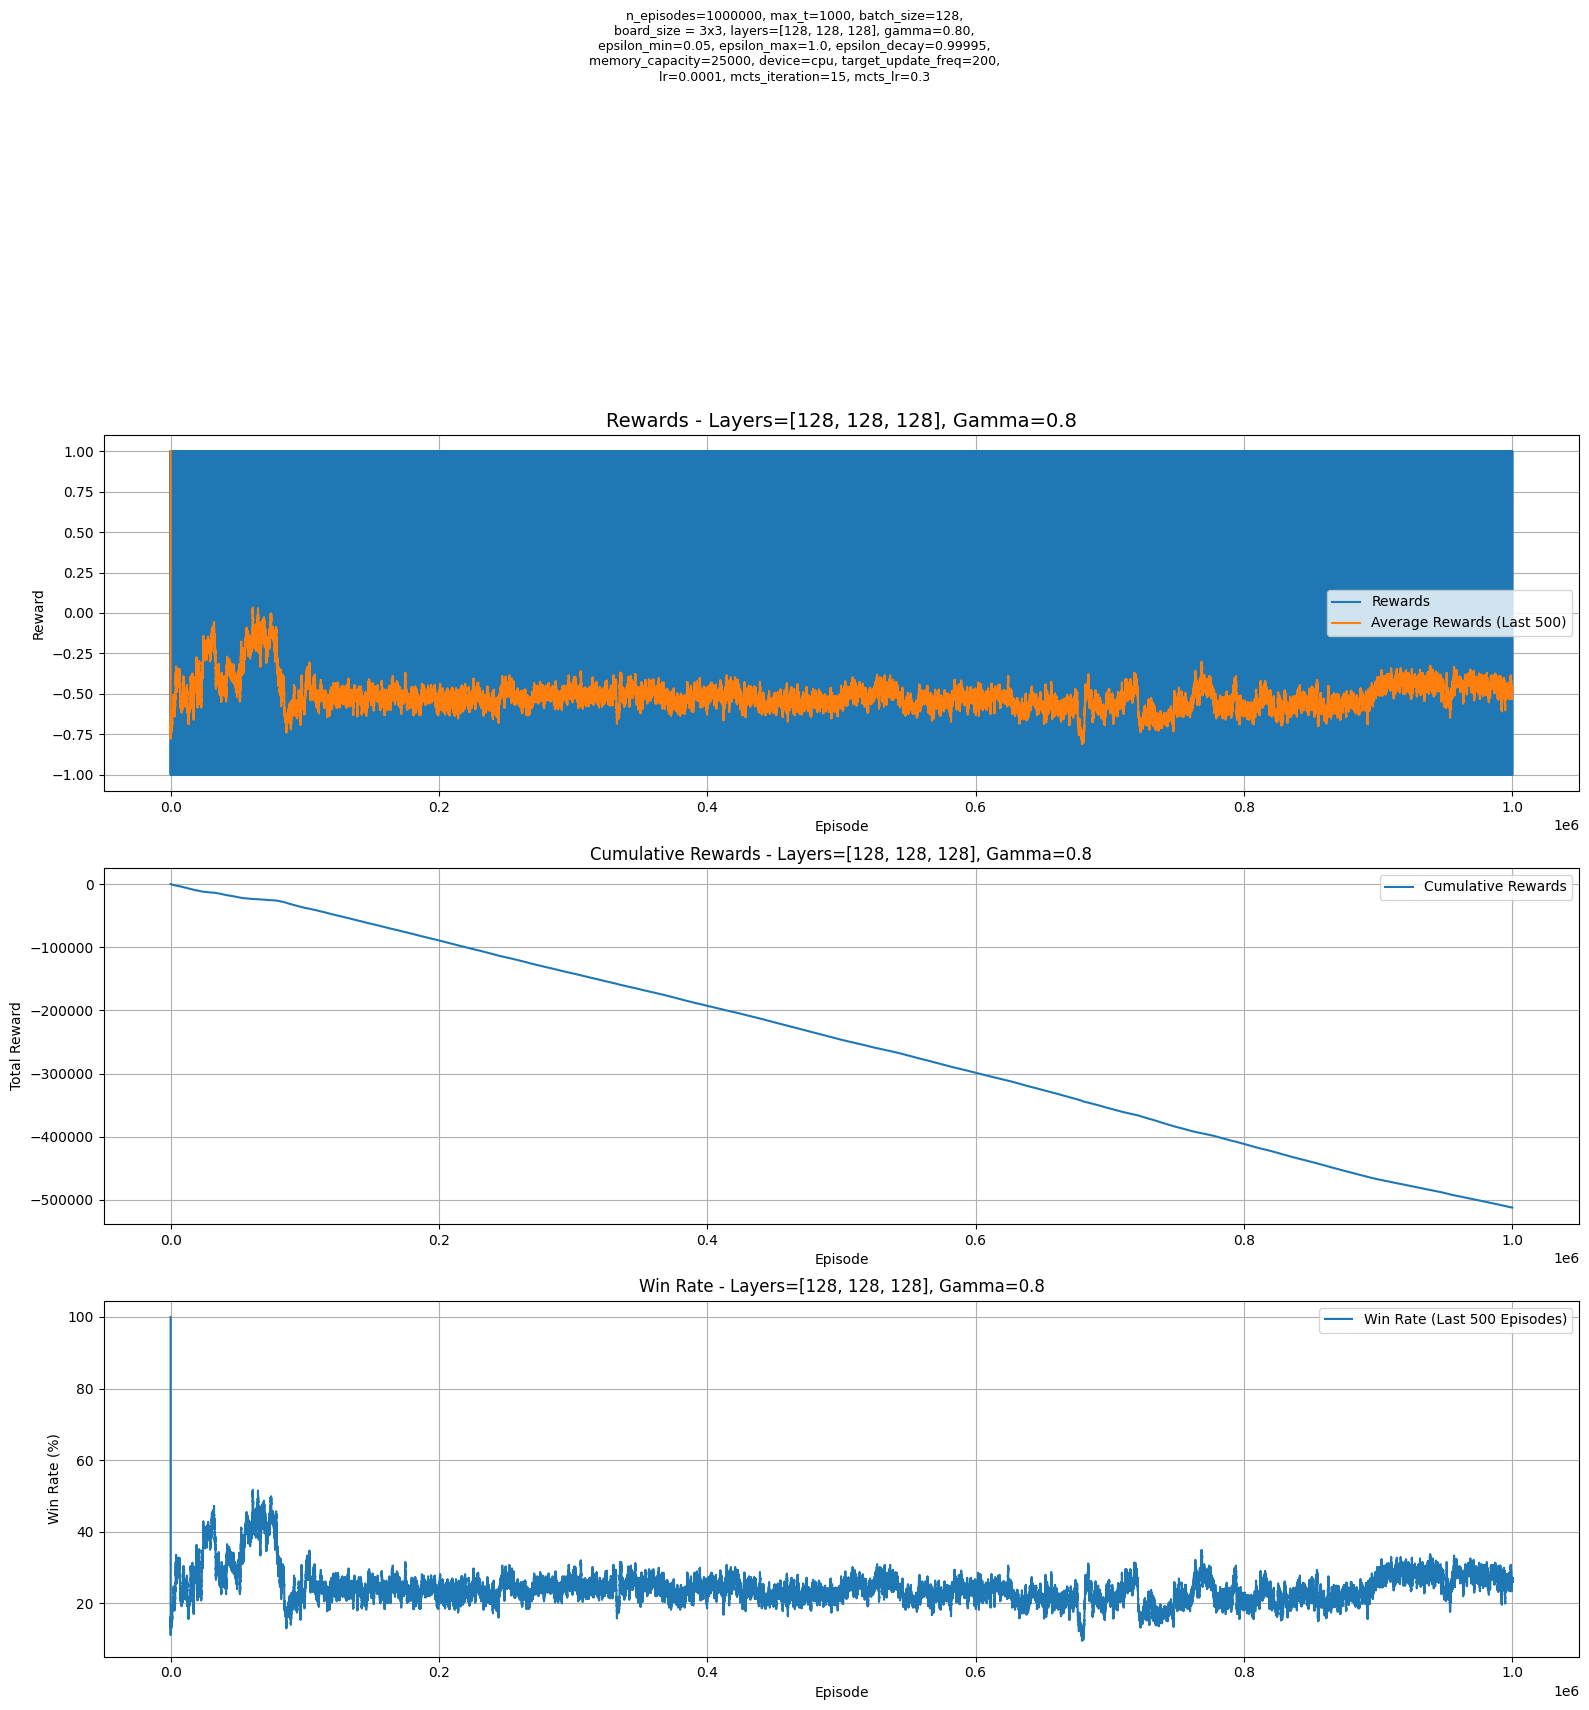 n_episodes=1000000, max_t=1000, batch_size=128,
board_size = 3x3, layers=[128, 128, 128], gamma=0.80,
epsilon_min=0.05, epsilon_max=1.0, epsilon_decay=0.99995,
memory_capacity=25000, device=cpu, target_update_freq=200,
lr=0.0001, mcts_iteration=15, mcts_lr=0.3
Rewards - Layers=[128, 128, 128], Gamma=0.8
1.00
0.75
0.50
0.25
0.00
−0.25
−0.50
−0.75
−1.00
Reward
Rewards
Average Rewards (Last 500)
0.0
0.2
0.4
0.6
0.8
1.0
1e6
Episode
Cumulative Rewards - Layers=[128, 128, 128], Gamma=0.8
0
−100000
−200000
−300000
−400000
−500000
Total Reward
Cumulative Rewards
0.0
0.2
0.4
0.6
0.8
1.0
1e6
Episode
Win Rate - Layers=[128, 128, 128], Gamma=0.8
100
80
60
40
20
Win Rate (%)
Win Rate (Last 500 Episodes)
0.0
0.2
0.4
0.6
0.8
1.0
1e6
Episode